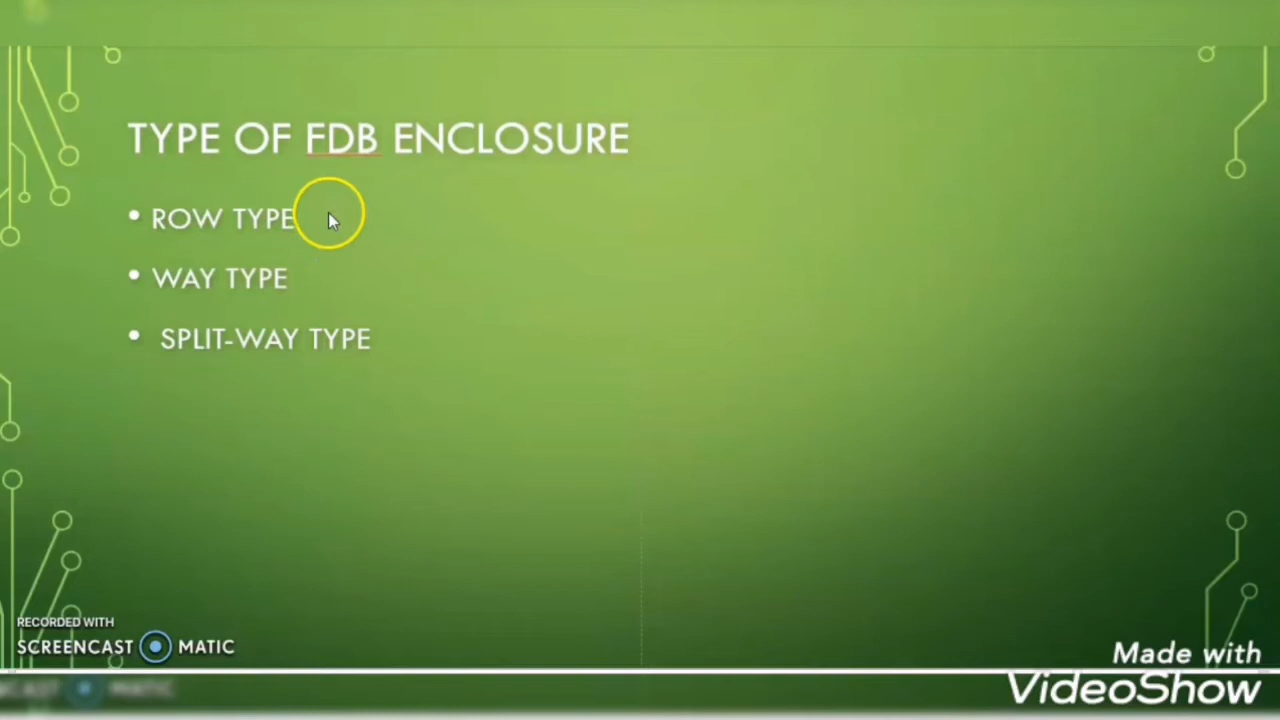 TYPE OF FDB ENCLOSURE
• ROW TYPE
• WAY TYPE
• SPLIT-WAY TYPE
RECORDED WITH
SCREENCAST MATIC
Made with
VideoShow